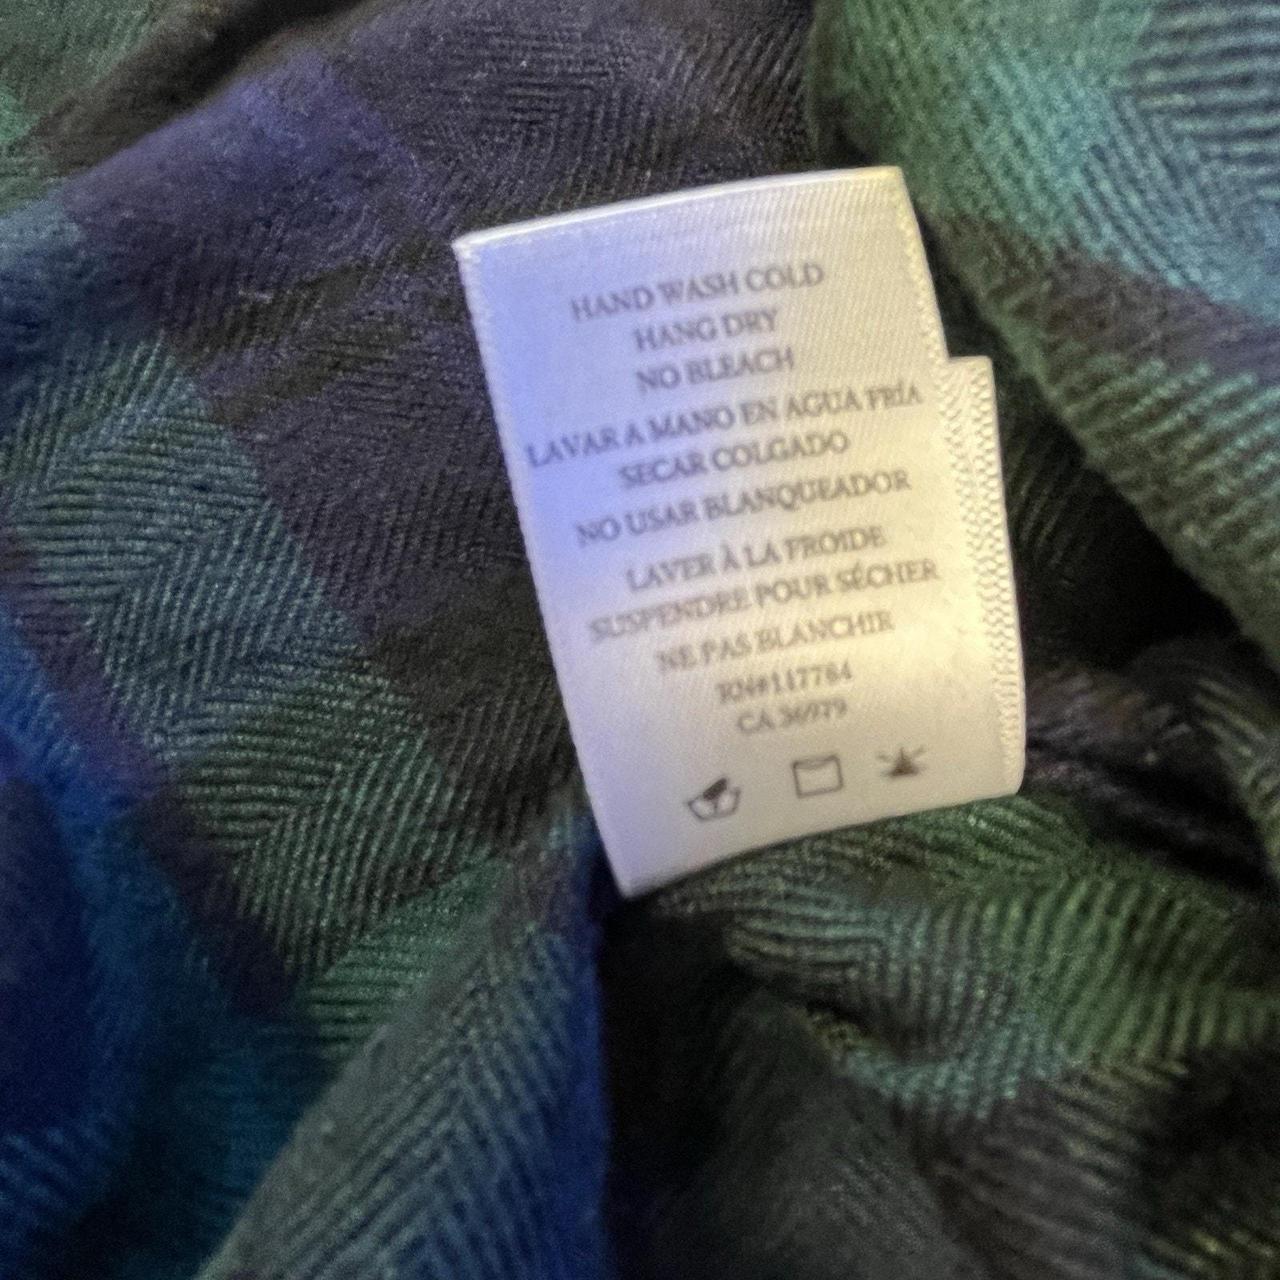 HAND WASH COLD
HANG DRY
NO BLEACH
LAVAR A MANO EN AGUA FRÍA
SECAR COLGADO
NO USAR BLANQUEADOR
LAVER À LA FROIDE
SUSPENDRE POUR SÉCHER
NE PAS BLANCHIR
RN#117784
CA 36979